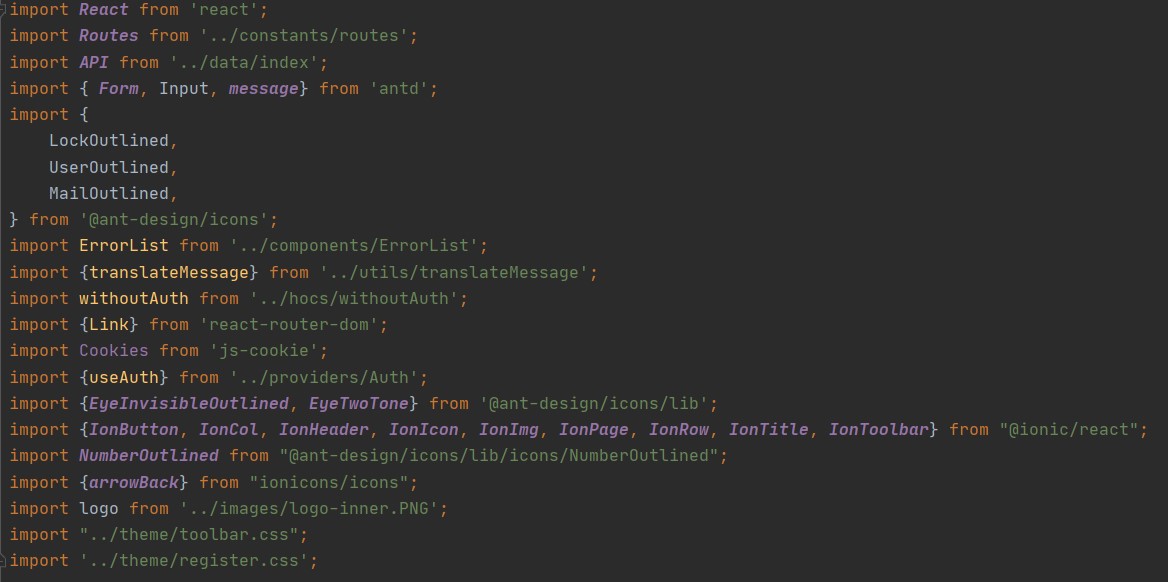 import React from 'react';
import Routes from '../constants/routes';
import API from '../data/index';
import { Form, Input, message} from 'antd';
import {
    LockOutlined,
    UserOutlined,
    MailOutlined,
} from '@ant-design/icons';
import ErrorList from '../components/ErrorList';
import {translateMessage} from '../utils/translateMessage';
import withoutAuth from '../hocs/withoutAuth';
import {Link} from 'react-router-dom';
import Cookies from 'js-cookie';
import {useAuth} from '../providers/Auth';
import {EyeInvisibleOutlined, EyeTwoTone} from '@ant-design/icons/lib';
import {IonButton, IonCol, IonHeader, IonIcon, IonImg, IonPage, IonRow, IonTitle, IonToolbar} from "@ionic/react";
import NumberOutlined from "@ant-design/icons/lib/icons/NumberOutlined";
import {arrowBack} from "ionicons/icons";
import logo from '../images/logo-inner.PNG';
import "../theme/toolbar.css";
import '../theme/register.css';